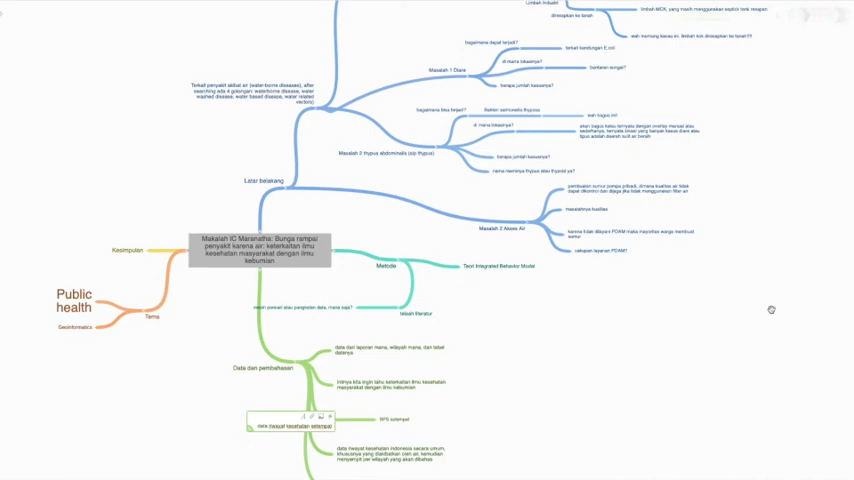 Limbah Industri
diresapkan ke tanah
limbah MCK, yang masih menggunakan septick tank resapan
wah memang kacau ini. limbah kok diresapkan ke tanah!!!!
Terkait penyakit akibat air (water-borne diseases), after
searching ada 4 golongan: waterborne disease, water
washed disease, water based disease, water related
vectors)
Masalah 1 Diare
bagaimana dapat terjadi?
terkait kandungan E.coli
di mana lokasinya?
bantaran sungai?
berapa jumlah kasusnya?
Masalah 2 thypus abdominalis
bagaimana bisa terjadi?
Bakteri salmonella thyposa
wah bagus ini!
di mana lokasinya?
akan bagus kalau ternyata dengan overlay manual atau
sederhana, ternyata lokasi yang banyak kasus diare atau
tipus adalah daerah sulit air bersih
berapa jumlah kasusnya?
nama resminya thypus atau thyroid ya?
Latar belakang
Masalah 2 Akses Air
pembuatan sumur pompa pribadi, dimana kualitas air tidak
dapat dikontrol dan dijaga jika tidak menggunakan filter air
masalahnya kualitas
karena tidak dilayani PDAM maka mayoritas warga membuat
sumur
cakupan layanan PDAM?
Makalah IC Maranatha: Bunga rampai
penyakit karena air: keterkaitan ilmu
kesehatan masyarakat dengan ilmu
kebumian
Kesimpulan
Public
health
Geoinformatics
Tema
Metode
Teori Integrated Behavior Model
telaah literatur
Data dan pembahasan
data dari laporan mana, wilayah mana, dan tabel
datanya
intinya kita ingin tahu keterkaitan ilmu kesehatan
masyarakat dengan ilmu kebumian
data riwayat kesehatan setempat
BPS setempat
data riwayat kesehatan Indonesia secara umum,
khususnya yang diakibatkan oleh air, kemudian
menyempit per wilayah yang akan dibahas